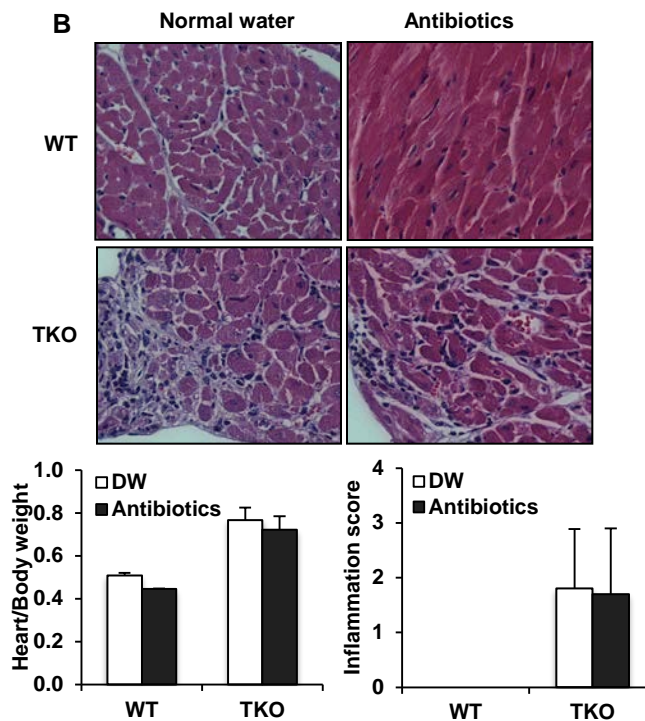 B
Normal water
Antibiotics
WT
TKO
Heart/Body weight
1.0
0.8
0.6
0.4
0.2
0.0
DW
Antibiotics
WT
TKO
Inflammation score
4
3
2
1
0
DW
Antibiotics
WT
TKO